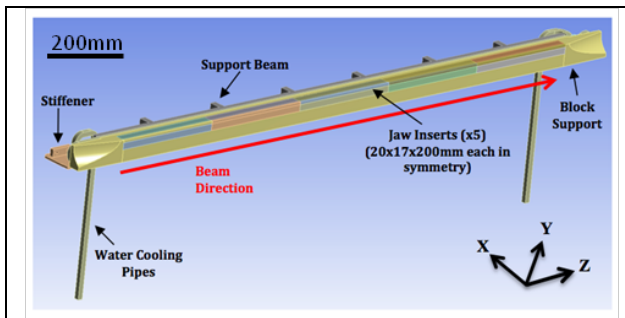 200mm
Support Beam
Stiffener
Block
Support
Jaw Inserts (x5)
(20x17x200mm each in
symmetry)
Beam
Direction
Water Cooling
Pipes
Y
X
Z